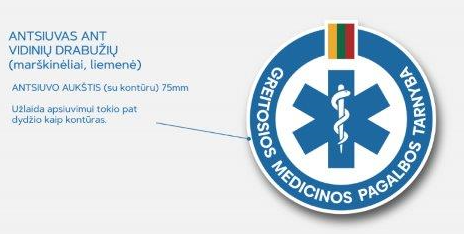 ANTSIUVAS ANT
VIDINIŲ DRABUŽIŲ
(marškinėliai, liemenė)
ANTSIUVO AUKŠTIS (su kontūru) 75mm
Užlaida apsiuvimui tokio pat
dydžio kaip kontūras.
GREITOSIOS MEDICINOS PAGALBOS TARNYBA